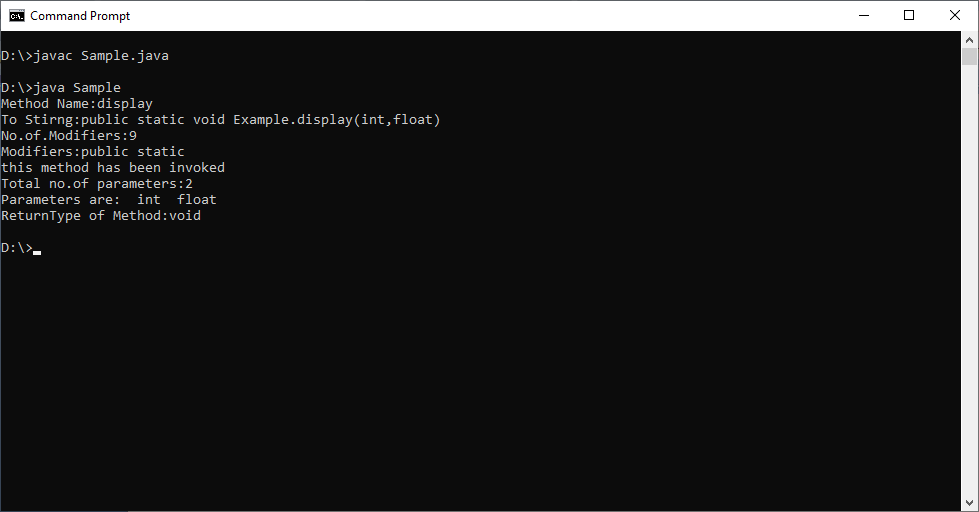 Command Prompt
D:\>javac Sample.java
D:\>java Sample
Method Name:display
To Stirng:public static void Example.display(int,float)
No.of.Modifiers:9
Modifiers:public static
this method has been invoked
Total no.of parameters:2
Parameters are:  int  float
ReturnType of Method:void
D:\>